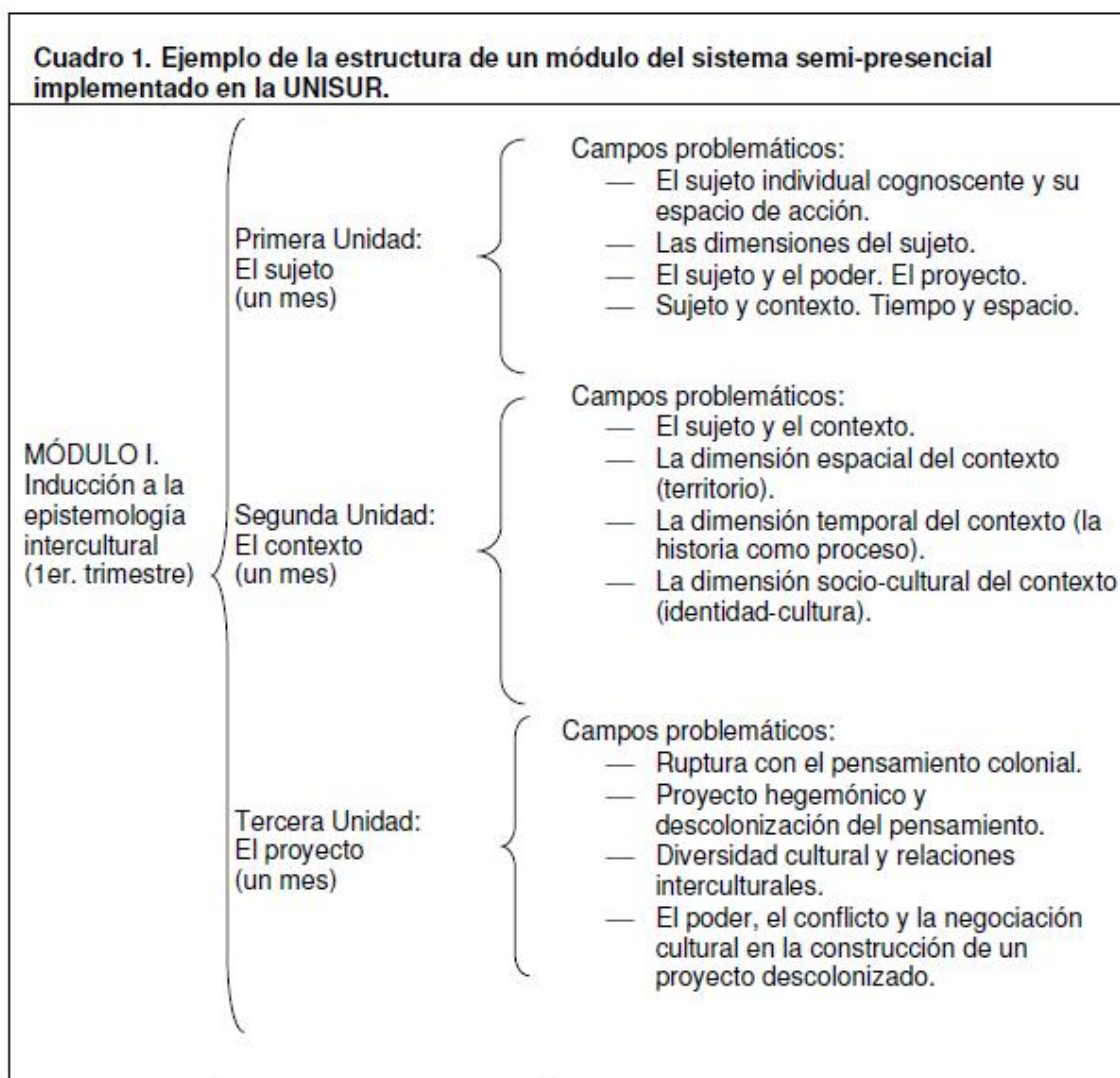 Cuadro 1. Ejemplo de la estructura de un módulo del sistema semi-presencial
implementado en la UNISUR.
MÓDULO I.
Inducción a la
epistemología
intercultural
(1er. trimestre)
Primera Unidad:
El sujeto
(un mes)
Campos problemáticos:
— El sujeto individual cognoscente y su
espacio de acción.
— Las dimensiones del sujeto.
— El sujeto y el poder. El proyecto.
— Sujeto y contexto. Tiempo y espacio.
Segunda Unidad:
El contexto
(un mes)
Campos problemáticos:
— El sujeto y el contexto.
— La dimensión espacial del contexto
(territorio).
— La dimensión temporal del contexto (la
historia como proceso).
— La dimensión socio-cultural del contexto
(identidad-cultura).
Tercera Unidad:
El proyecto
(un mes)
Campos problemáticos:
— Ruptura con el pensamiento colonial.
— Proyecto hegemónico y
descolonización del pensamiento.
— Diversidad cultural y relaciones
interculturales.
— El poder, el conflicto y la negociación
cultural en la construcción de un
proyecto descolonizado.